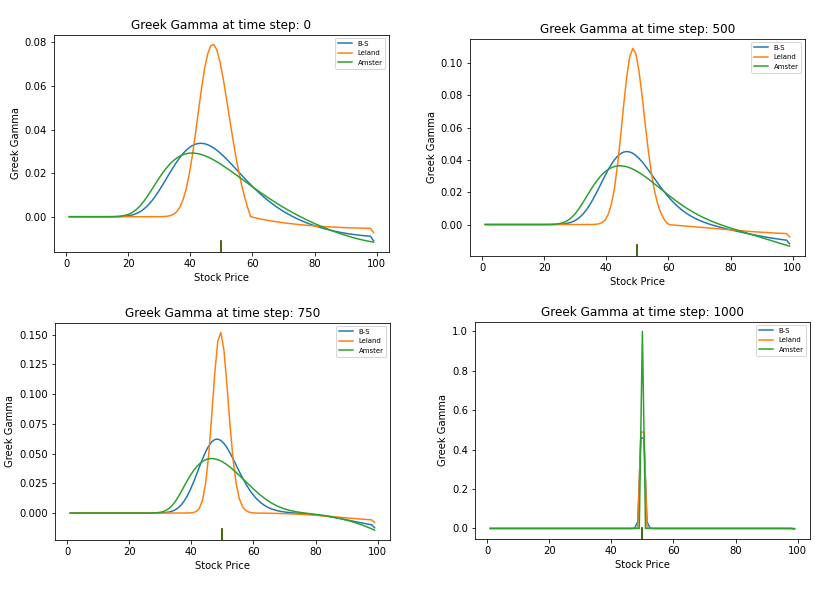 Greek Gamma at time step: 0
B-S
Leland
Amster
Greek Gamma
0.08
0.06
0.04
0.02
0.00
0 20 40 60 80 100
Stock Price
Greek Gamma at time step: 500
B-S
Leland
Amster
Greek Gamma
0.10
0.08
0.06
0.04
0.02
0.00
0 20 40 60 80 100
Stock Price
Greek Gamma at time step: 750
B-S
Leland
Amster
Greek Gamma
0.150
0.125
0.100
0.075
0.050
0.025
0.000
0 20 40 60 80 100
Stock Price
Greek Gamma at time step: 1000
B-S
Leland
Amster
Greek Gamma
1.0
0.8
0.6
0.4
0.2
0.0
0 20 40 60 80 100
Stock Price